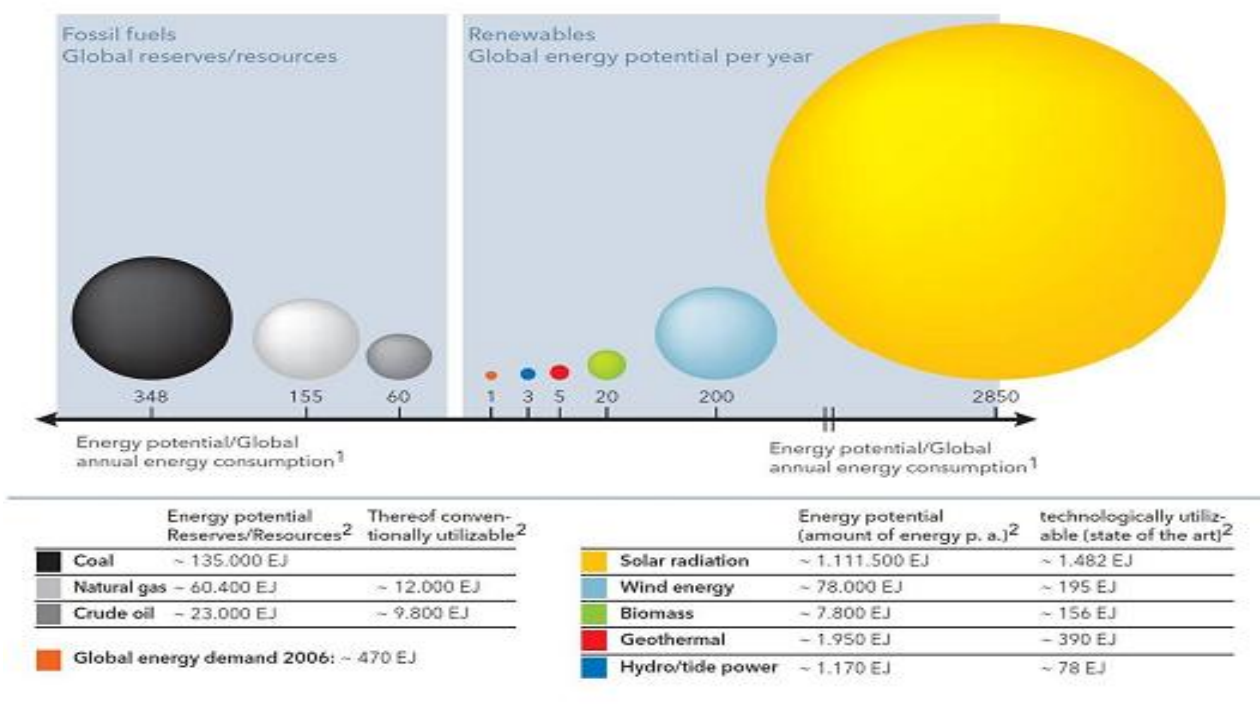 Fossil fuels
Global reserves/resources
Renewables
Global energy potential per year
348 155 60 1 3 5 20 200 2850
Energy potential/Global
annual energy consumption1
Energy potential/Global
annual energy consumption1
Energy potential Thereof conven-
Reserves/Resources2 tionally utilizable2
Coal ~ 135.000 EJ
Natural gas ~ 60.400 EJ ~ 12.000 EJ
Crude oil ~ 23.000 EJ ~ 9.800 EJ
Global energy demand 2006: ~ 470 EJ
Energy potential technologically utiliz-
(amount of energy p. a.)2 able (state of the art)2
Solar radiation ~ 1.111.500 EJ ~ 1.482 EJ
Wind energy ~ 78.000 EJ ~ 195 EJ
Biomass ~ 7.800 EJ ~ 156 EJ
Geothermal ~ 1.950 EJ ~ 390 EJ
Hydro/tide power ~ 1.170 EJ ~ 78 EJ